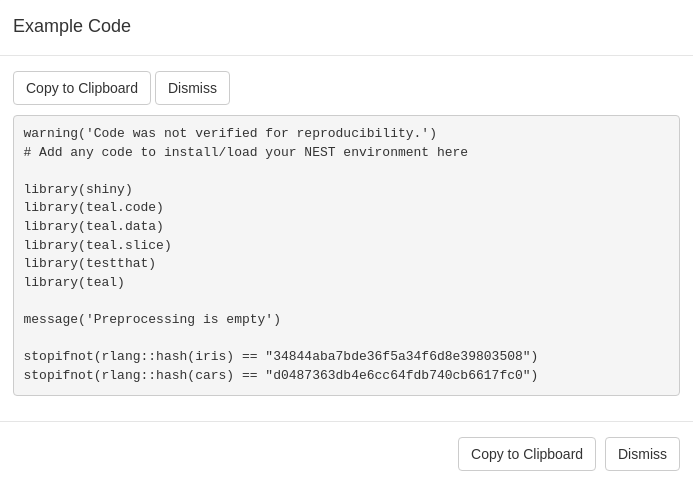 Example Code
Copy to Clipboard Dismiss
warning('Code was not verified for reproducibility.')
# Add any code to install/load your NEST environment here
library(shiny)
library(teal.code)
library(teal.data)
library(teal.slice)
library(testthat)
library(teal)
message('Preprocessing is empty')
stopifnot(rlang::hash(iris) == "34844aba7bde36f5a34f6d8e39803508")
stopifnot(rlang::hash(cars) == "d0487363db4e6cc64fdb740cb6617fc0")
Copy to Clipboard Dismiss